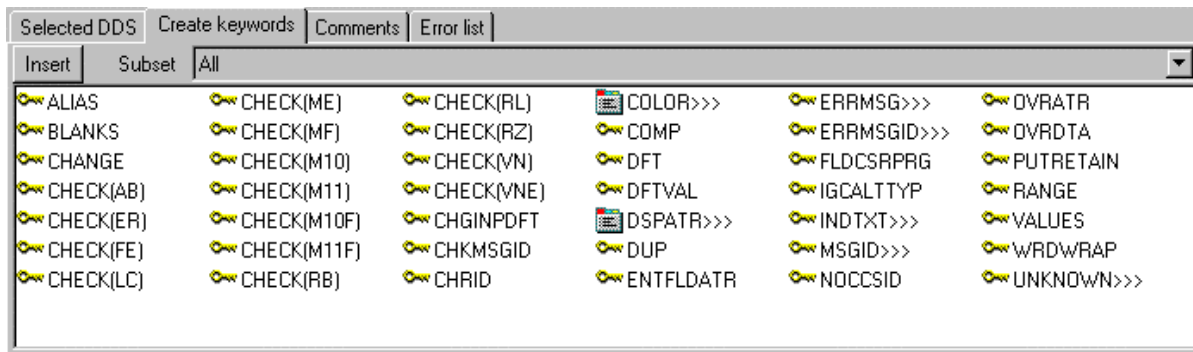 Selected DDS Create keywords Comments Error list
Insert Subset All
ALIAS CHECK(ME) CHECK(RL) COLOR>>> ERRMSG>>> OVRATR
BLANKS CHECK(MF) CHECK(RZ) COMP ERRMSGID>>> OVRDTA
CHANGE CHECK(M10) CHECK(VN) DFT FLDCSRPRG PUTRETAIN
CHECK(AB) CHECK(M11) CHECK(VNE) DFTVAL IGCALTTYP RANGE
CHECK(ER) CHECK(M10F) CHGINPDFT DSPATR>>> INDTXT>>> VALUES
CHECK(FE) CHECK(M11F) CHKMSGID DUP MSGID>>> WRDWRAP
CHECK(LC) CHECK(RB) CHRID ENTFLDATR NOCCSID UNKNOWN>>>